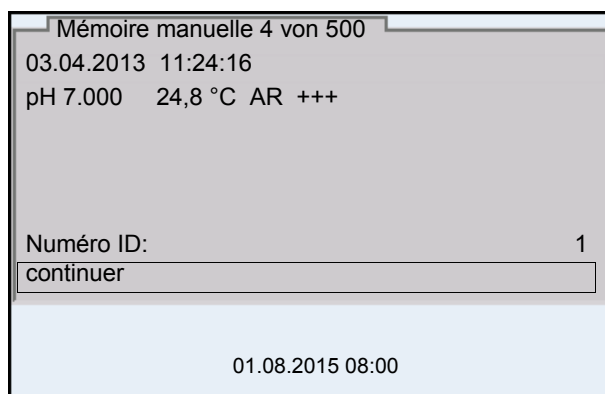 Mémoire manuelle 4 von 500
03.04.2013 11:24:16
pH 7.000 24,8 °C AR +++
Numéro ID: 1
continuer
01.08.2015 08:00